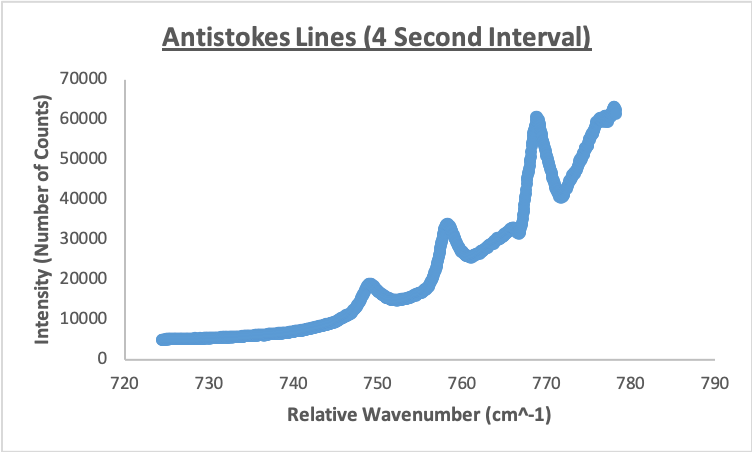 Antistokes Lines (4 Second Interval)
70000
60000
50000
40000
30000
20000
10000
0
Intensity (Number of Counts)
720 730 740 750 760 770 780 790
Relative Wavenumber (cm^-1)